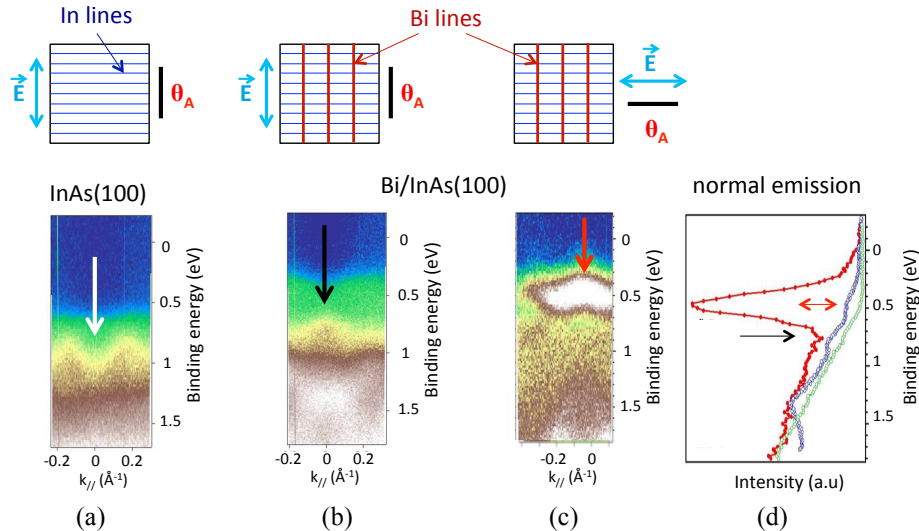 In lines
Bi lines
E
θA
E
θA
E
θA
InAs(100)
Bi/InAs(100)
normal emission
0
0.5
1
1.5
Binding energy (eV)
-0.2 0 0.2
k// (Å-1)
0
0.5
1
1.5
Binding energy (eV)
-0.2 0 0.2
k// (Å-1)
0
0.5
1
1.5
Binding energy (eV)
-0.2 0 0.2
k// (Å-1)
0
0.5
1
1.5
Binding energy (eV)
Intensity (a.u)
(a)
(b)
(c)
(d)